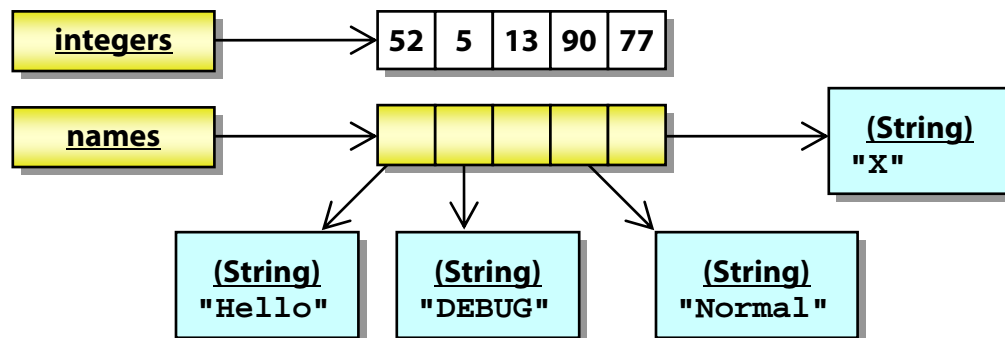 integers
52 5 13 90 77
names
(String)
"X"
(String)
"Hello"
(String)
"DEBUG"
(String)
"Normal"